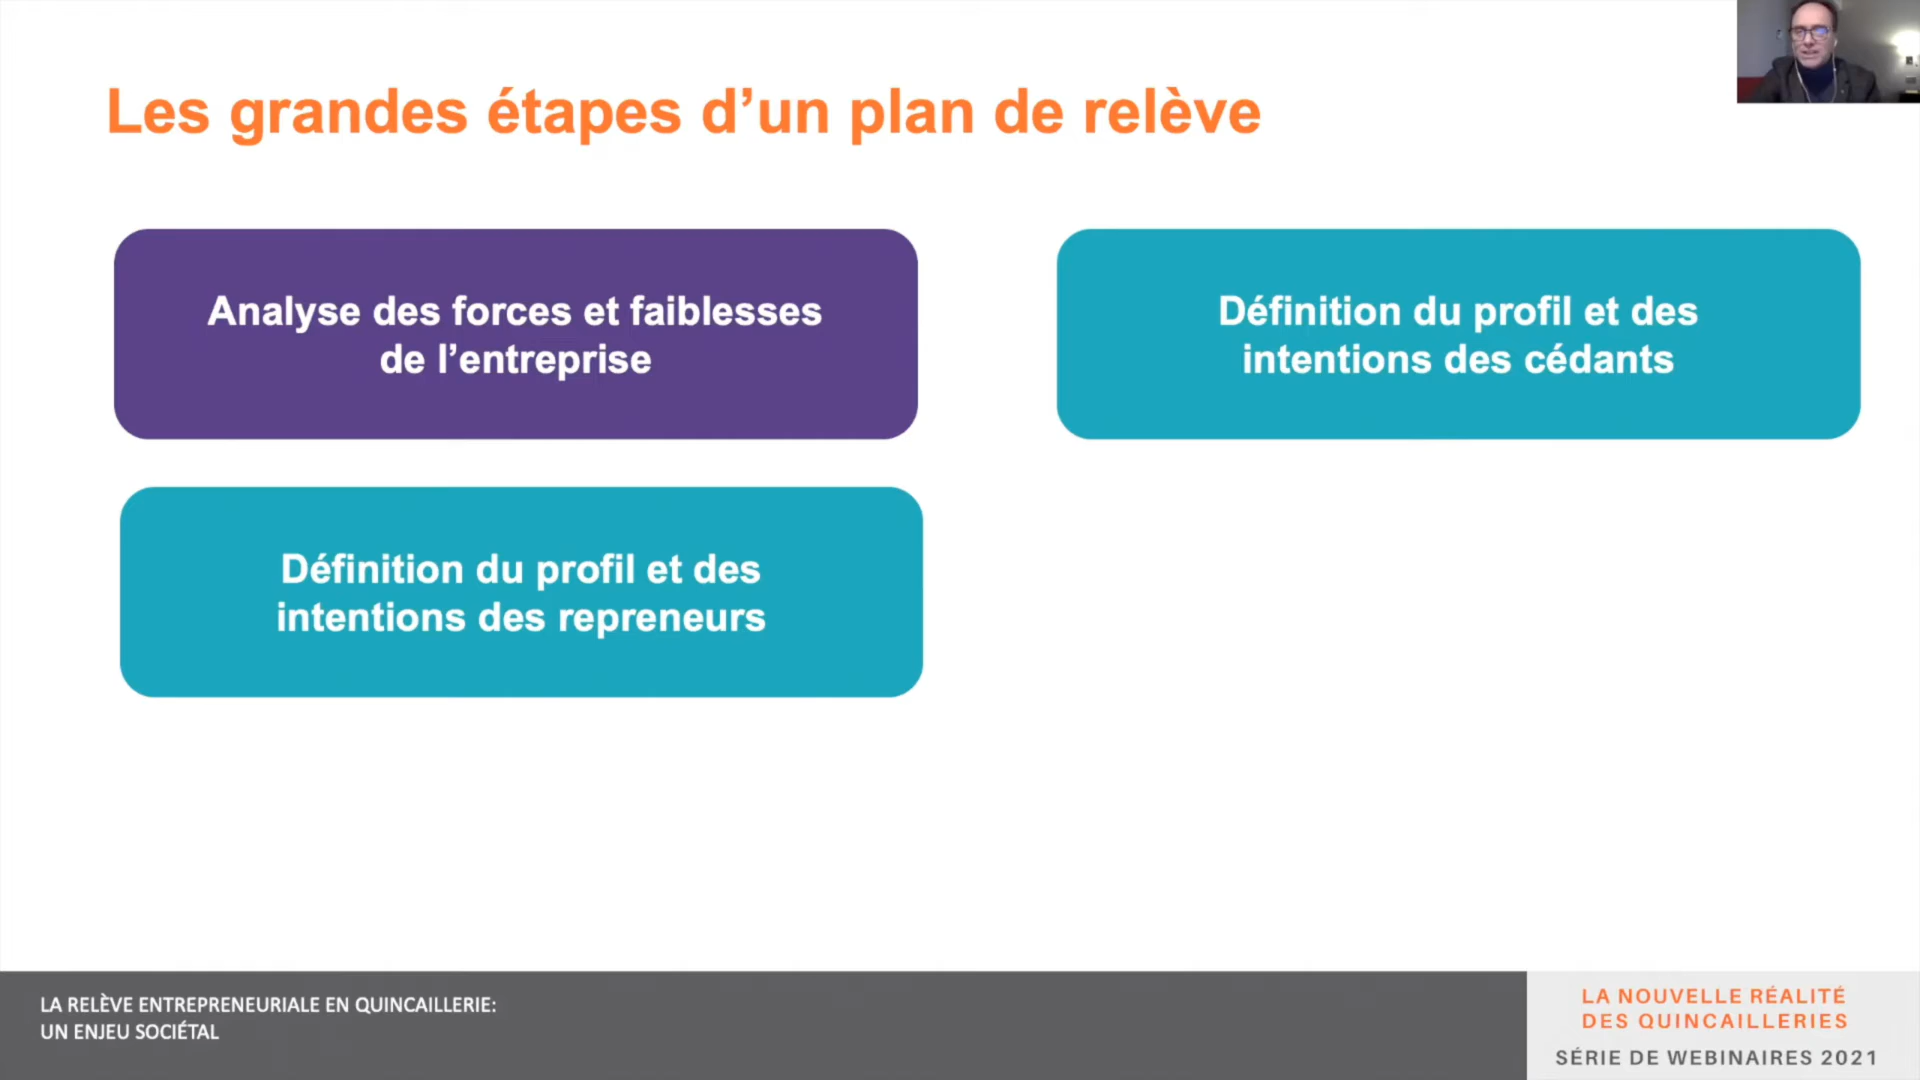 Les grandes étapes d’un plan de relève
Analyse des forces et faiblesses
de l’entreprise
Définition du profil et des
intentions des cédants
Définition du profil et des
intentions des repreneurs
LA RELÈVE ENTREPRENEURIALE EN QUINCAILLERIE:
UN ENJEU SOCIÉTAL
LA NOUVELLE RÉALITÉ
DES QUINCAILLERIES
SÉRIE DE WEBINAIRES 2021